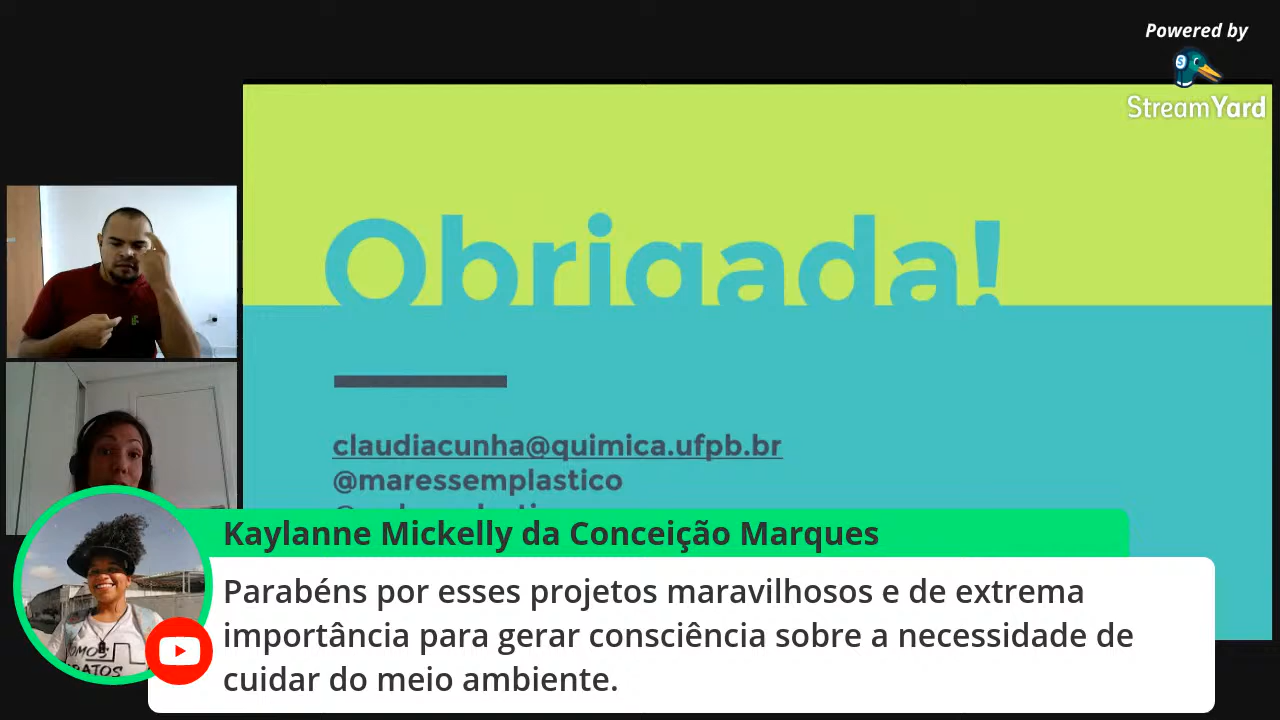 Powered by
StreamYard
Obrigada!
claudiacunha@quimica.ufpb.br
@maressemplastico
Kaylanne Mickelly da Conceição Marques
Parabéns por esses projetos maravilhosos e de extrema
importância para gerar consciência sobre a necessidade de
cuidar do meio ambiente.